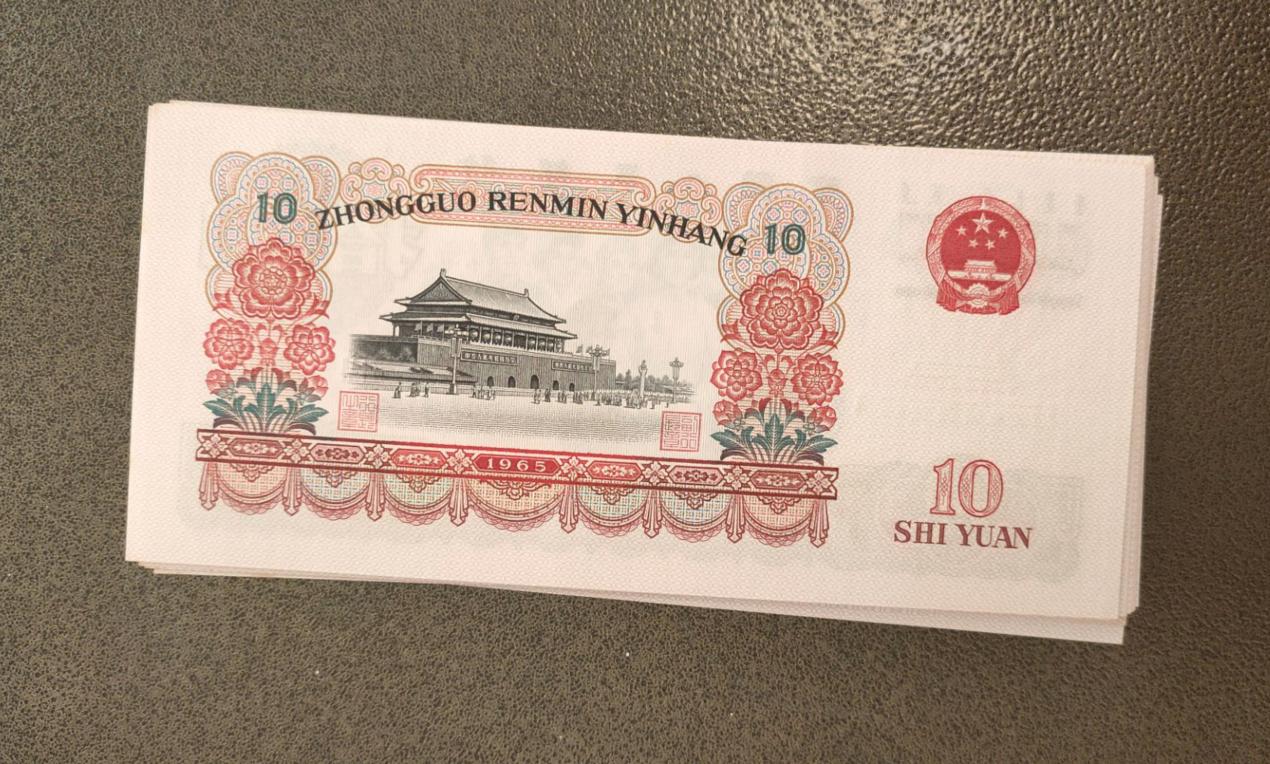 10 ZHONGGUO RENMIN YINHANG 10
1965
10
SHI YUAN